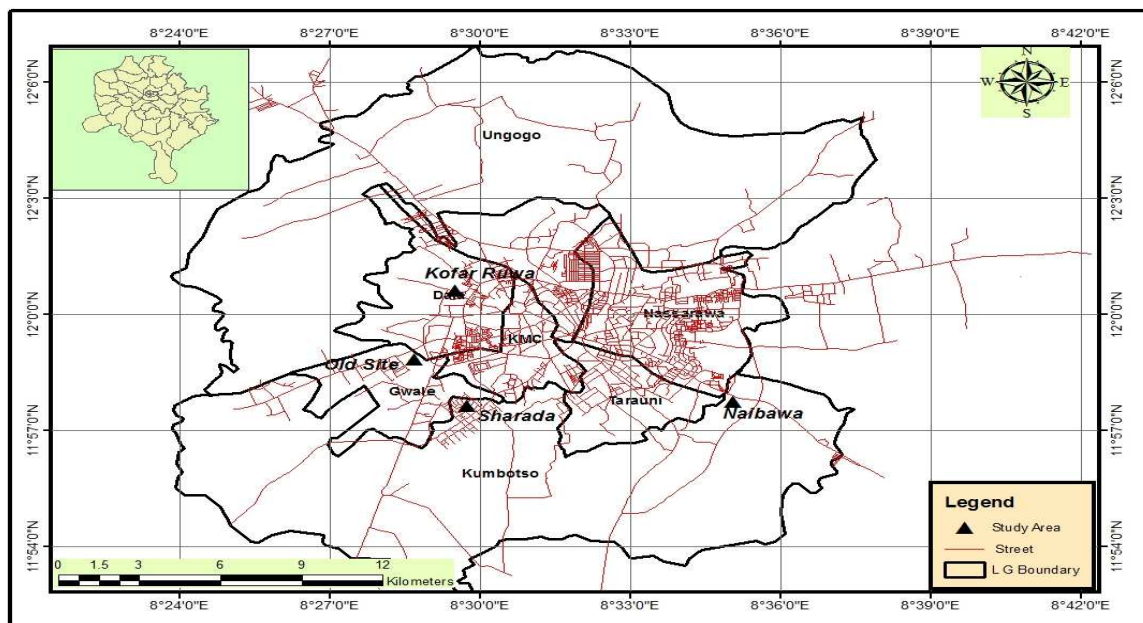 8°24'0"E 8°27'0"E 8°30'0"E 8°33'0"E 8°36'0"E 8°39'0"E 8°42'0"E
N
W E
S
12°6'0"N 12°6'0"N
Ungogo
12°3'0"N 12°3'0"N
Kofar Ruwa
Dala
12°0'0"N 12°0'0"N
Nassarawa
KMC
Old Site
Gwale
Tarauni
Sharada
Naibawa
11°57'0"N 11°57'0"N
Kumbotso
Legend
Study Area
Street
LG Boundary
11°54'0"N 11°54'0"N
0 1.5 3 6 9 12
Kilometers
8°24'0"E 8°27'0"E 8°30'0"E 8°33'0"E 8°36'0"E 8°39'0"E 8°42'0"E